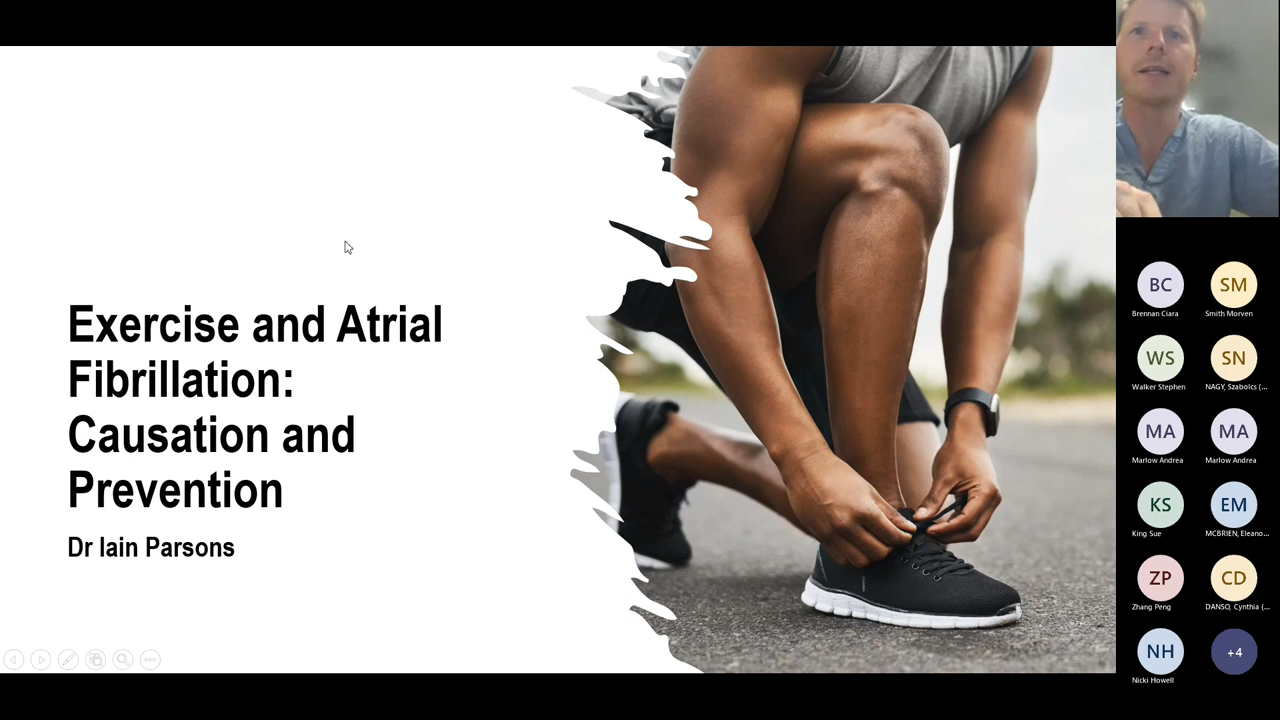 Exercise and Atrial
Fibrillation:
Causation and
Prevention
Dr Iain Parsons
BC
Brennan Ciara
SM
Smith Morven
WS
Walker Stephen
SN
NAGY, Szabolcs (...
MA
Marlow Andrea
MA
Marlow Andrea
KS
King Sue
EM
MCBRIEN, Eleano...
ZP
Zhang Peng
CD
DANSO, Cynthia (...
NH
Nicki Howell
+4